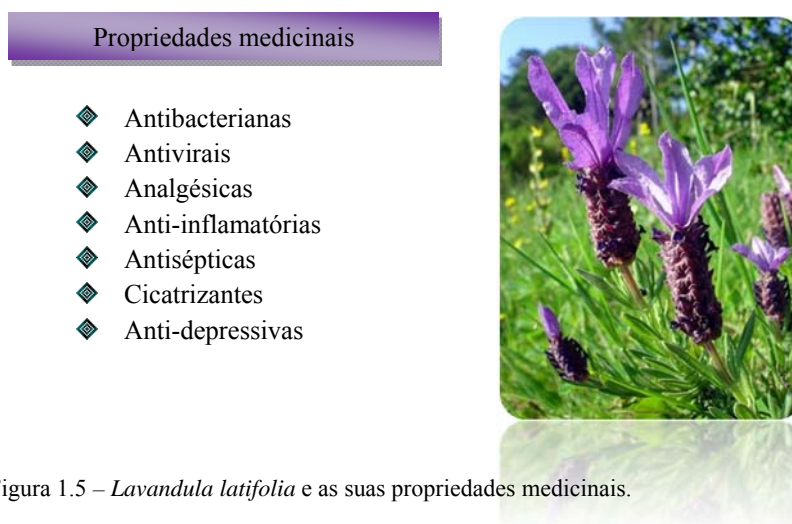 Propriedades medicinais
Antibacterianas
Antivirais
Analgésicas
Anti-inflamatórias
Antisépticas
Cicatrizantes
Anti-depressivas
igura 1.5 – Lavandula latifolia e as suas propriedades medicinais.